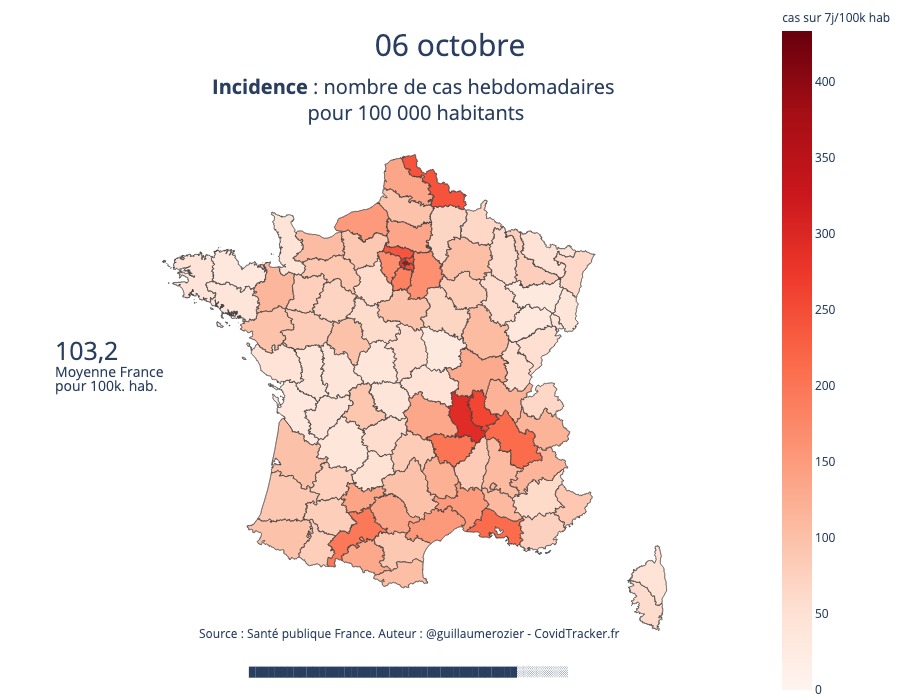 cas sur 7j/100k hab
06 octobre
Incidence : nombre de cas hebdomadaires
pour 100 000 habitants
400
350
300
250
200
150
100
50
0
103,2
Moyenne France
pour 100k. hab.
Source : Santé publique France. Auteur : @guillaumerozier - CovidTracker.fr